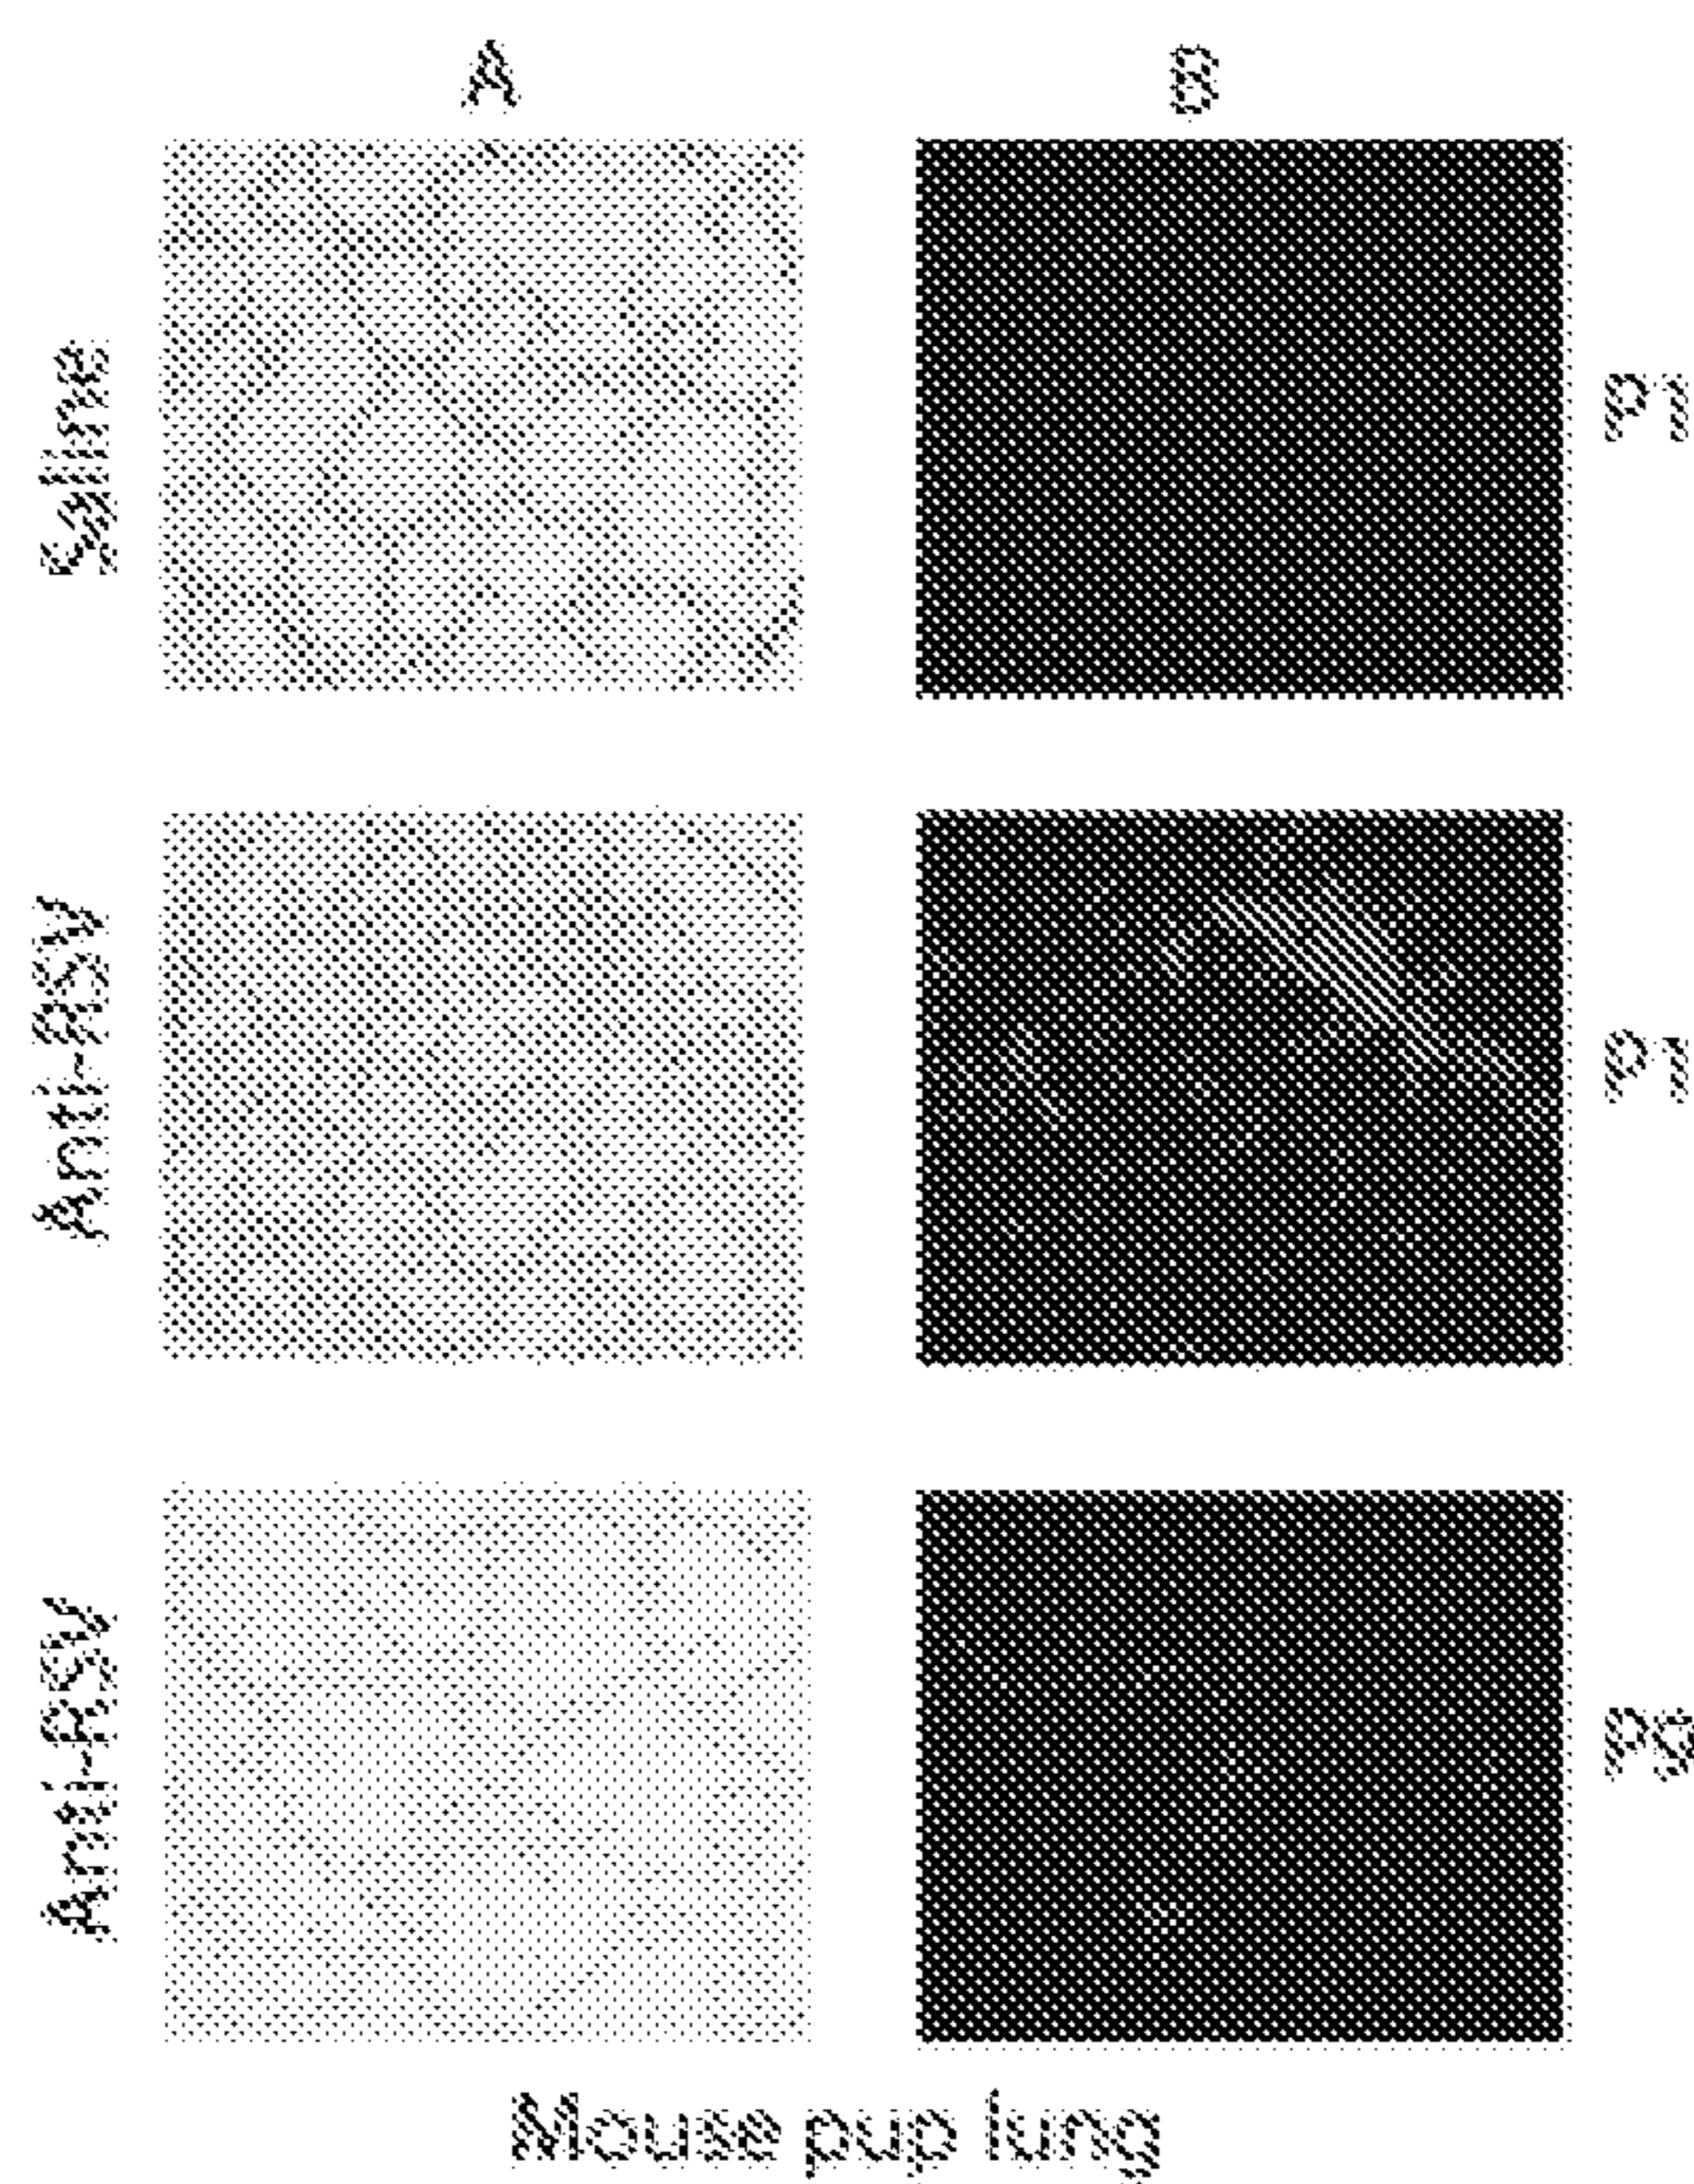 A B
Saline P1
Anti-RSV P1
Anti-RSV P9
Mouse pup lung